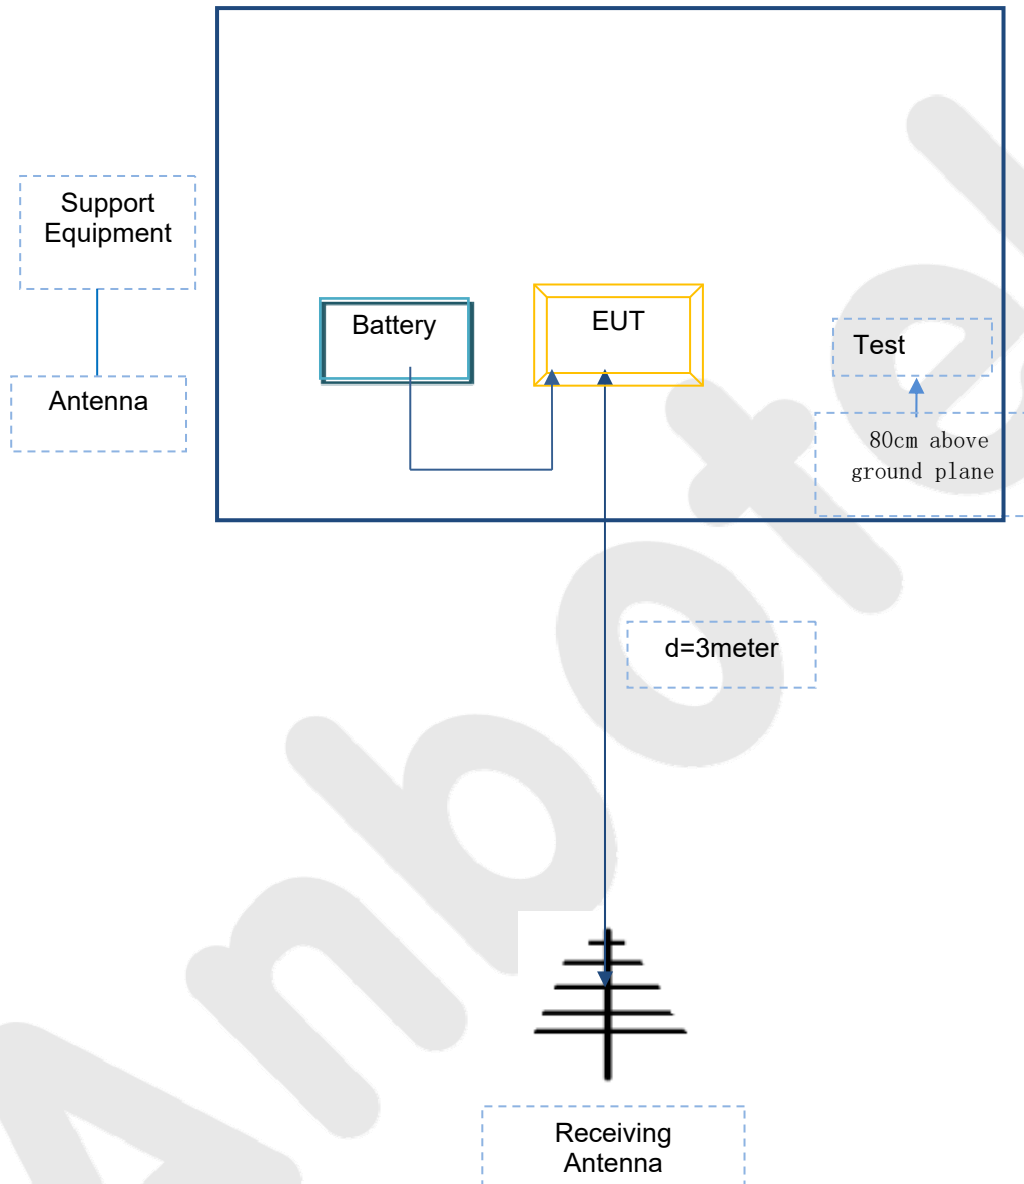 Support
Equipment
Antenna
Battery
EUT
Test
80cm above
ground plane
d=3meter
Receiving
Antenna
Anbotek